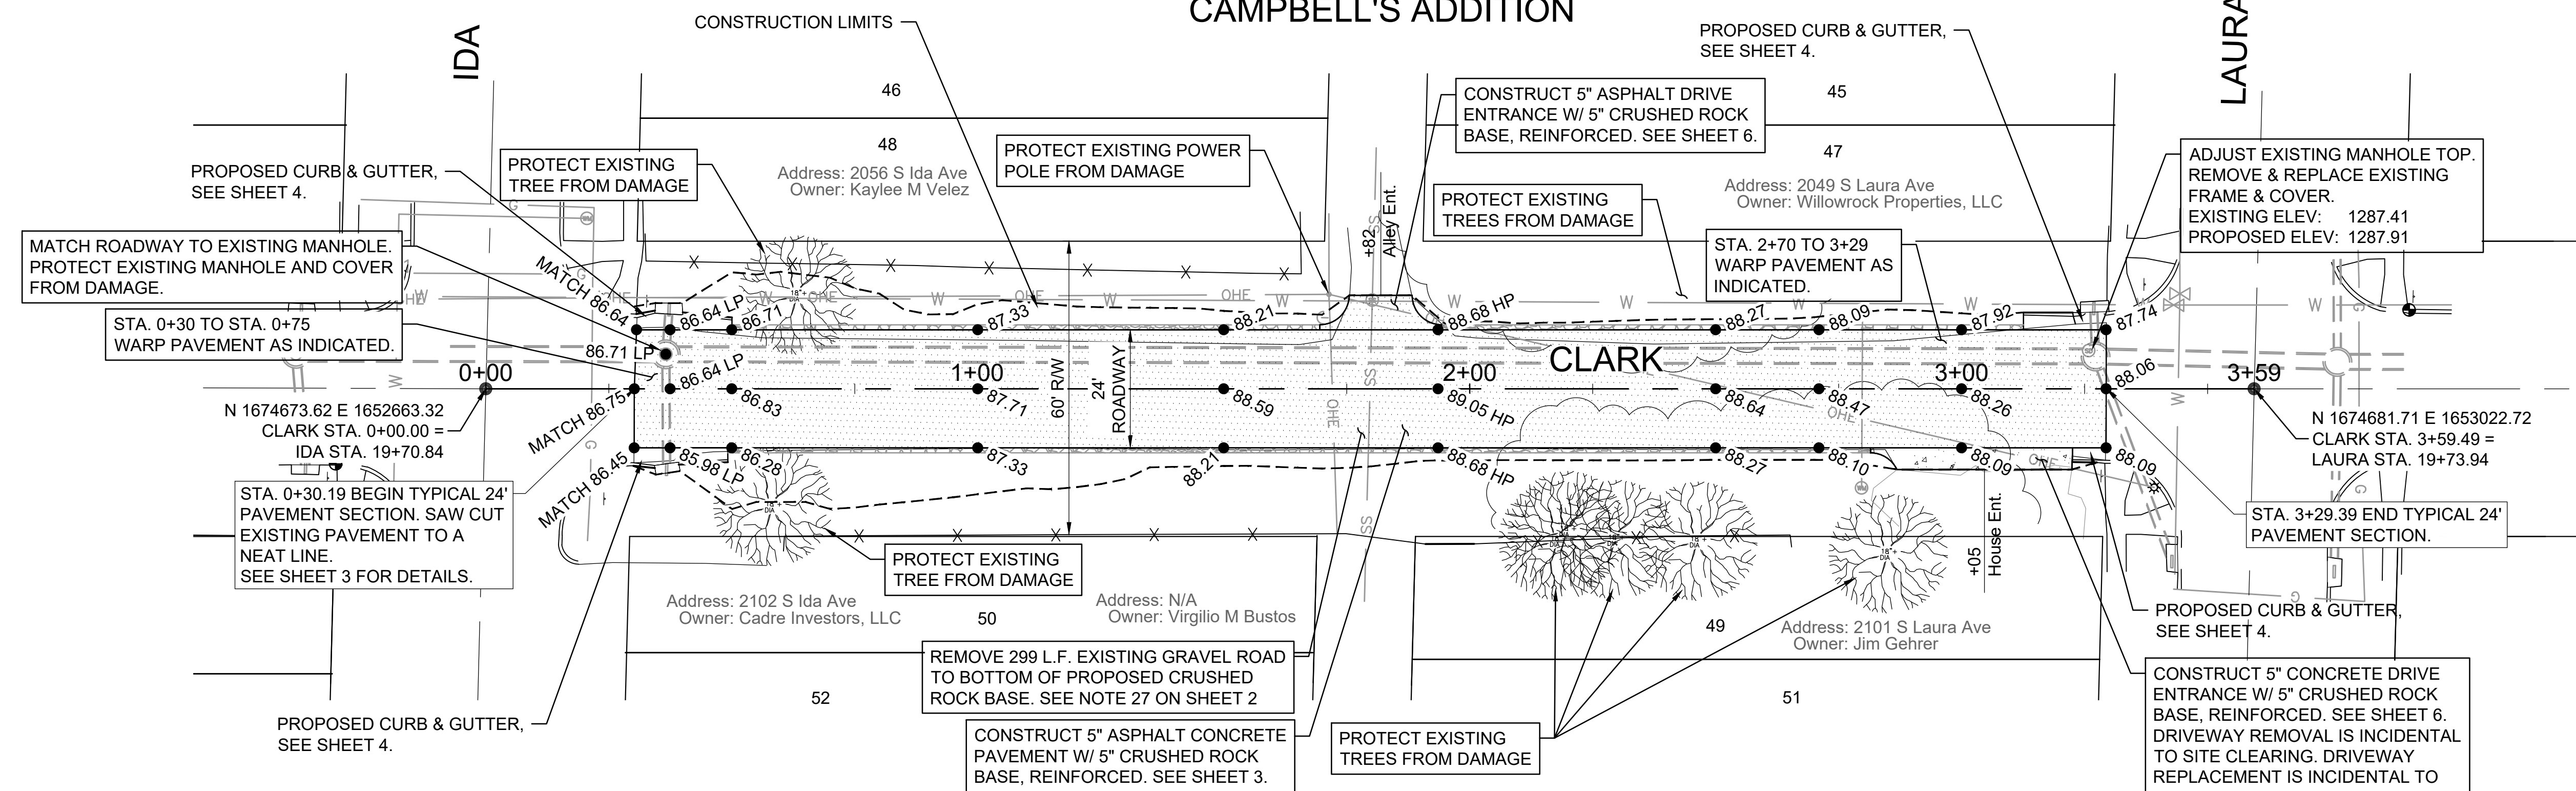 CAMPBELL'S ADDITION
IDA
LAURA
CONSTRUCTION LIMITS
PROPOSED CURB & GUTTER,
SEE SHEET 4.
46
48
Address: 2056 S Ida Ave
Owner: Kaylee M Velez
PROTECT EXISTING POWER
POLE FROM DAMAGE
CONSTRUCT 5" ASPHALT DRIVE
ENTRANCE W/ 5" CRUSHED ROCK
BASE, REINFORCED. SEE SHEET 6.
45
47
Address: 2049 S Laura Ave
Owner: Willowrock Properties, LLC
PROTECT EXISTING
TREES FROM DAMAGE
STA. 2+70 TO 3+29
WARP PAVEMENT AS
INDICATED.
ADJUST EXISTING MANHOLE TOP.
REMOVE & REPLACE EXISTING
FRAME & COVER.
EXISTING ELEV: 1287.41
PROPOSED ELEV: 1287.91
PROPOSED CURB & GUTTER,
SEE SHEET 4.
PROTECT EXISTING
TREE FROM DAMAGE
MATCH ROADWAY TO EXISTING MANHOLE.
PROTECT EXISTING MANHOLE AND COVER
FROM DAMAGE.
STA. 0+30 TO STA. 0+75
WARP PAVEMENT AS INDICATED.
+82
Alley Ent.
G
G
W
OHE
W
OHE
W
OHE
W
OHE
W
OHE
W
W
W
W
W
G
SS
18"+
DIA
MATCH 86.64
86.64 LP
86.71
87.33
88.21
88.68 HP
88.27
88.09
87.92
87.74
86.71 LP
86.64 LP
CLARK
0+00
1+00
2+00
3+00
3+59
60' R/W
24'
ROADWAY
MATCH 86.75
86.83
87.71
88.59
89.05 HP
88.64
88.47
88.26
88.06
W
W
OHE
SS
OHE
G
N 1674673.62 E 1652663.32
CLARK STA. 0+00.00 =
IDA STA. 19+70.84
N 1674681.71 E 1653022.72
CLARK STA. 3+59.49 =
LAURA STA. 19+73.94
MATCH 86.45
85.98 LP
86.28
87.33
88.21
88.68 HP
88.27
88.10
88.09
88.09
OHE
G
SS
G
18"+
DIA
18"+
DIA
18"+
DIA
STA. 0+30.19 BEGIN TYPICAL 24'
PAVEMENT SECTION. SAW CUT
EXISTING PAVEMENT TO A
NEAT LINE.
SEE SHEET 3 FOR DETAILS.
STA. 3+29.39 END TYPICAL 24'
PAVEMENT SECTION.
PROTECT EXISTING
TREE FROM DAMAGE
+05
House Ent.
Address: 2102 S Ida Ave
Owner: Cadre Investors, LLC
50
Address: N/A
Owner: Virgilio M Bustos
49
Address: 2101 S Laura Ave
Owner: Jim Gehrer
PROPOSED CURB & GUTTER,
SEE SHEET 4.
REMOVE 299 L.F. EXISTING GRAVEL ROAD
TO BOTTOM OF PROPOSED CRUSHED
ROCK BASE. SEE NOTE 27 ON SHEET 2
52
51
PROPOSED CURB & GUTTER,
SEE SHEET 4.
CONSTRUCT 5" ASPHALT CONCRETE
PAVEMENT W/ 5" CRUSHED ROCK
BASE, REINFORCED. SEE SHEET 3.
PROTECT EXISTING
TREES FROM DAMAGE
CONSTRUCT 5" CONCRETE DRIVE
ENTRANCE W/ 5" CRUSHED ROCK
BASE, REINFORCED. SEE SHEET 6.
DRIVEWAY REMOVAL IS INCIDENTAL
TO SITE CLEARING. DRIVEWAY
REPLACEMENT IS INCIDENTAL TO